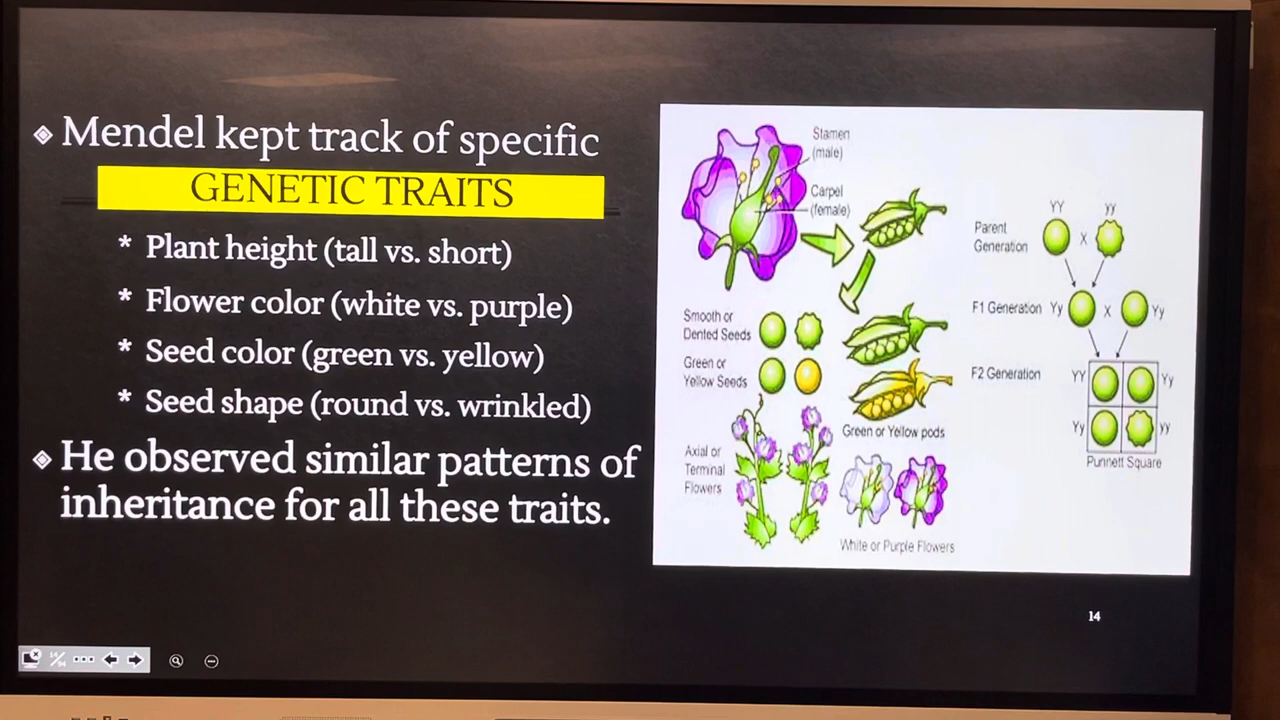 Mendel kept track of specific
GENETIC TRAITS
* Plant height (tall vs. short)
* Flower color (white vs. purple)
* Seed color (green vs. yellow)
* Seed shape (round vs. wrinkled)
He observed similar patterns of
inheritance for all these traits.
Stamen
(male)
Carpel
(female)
Smooth or
Dented Seeds
Green or
Yellow Seeds
Green or Yellow pods
Axial or
Terminal
Flowers
White or Purple Flowers
YY yy
Parent
Generation
X
F1 Generation Yy X Yy
F2 Generation
YY Yy
Yy yy
Punnett Square
14